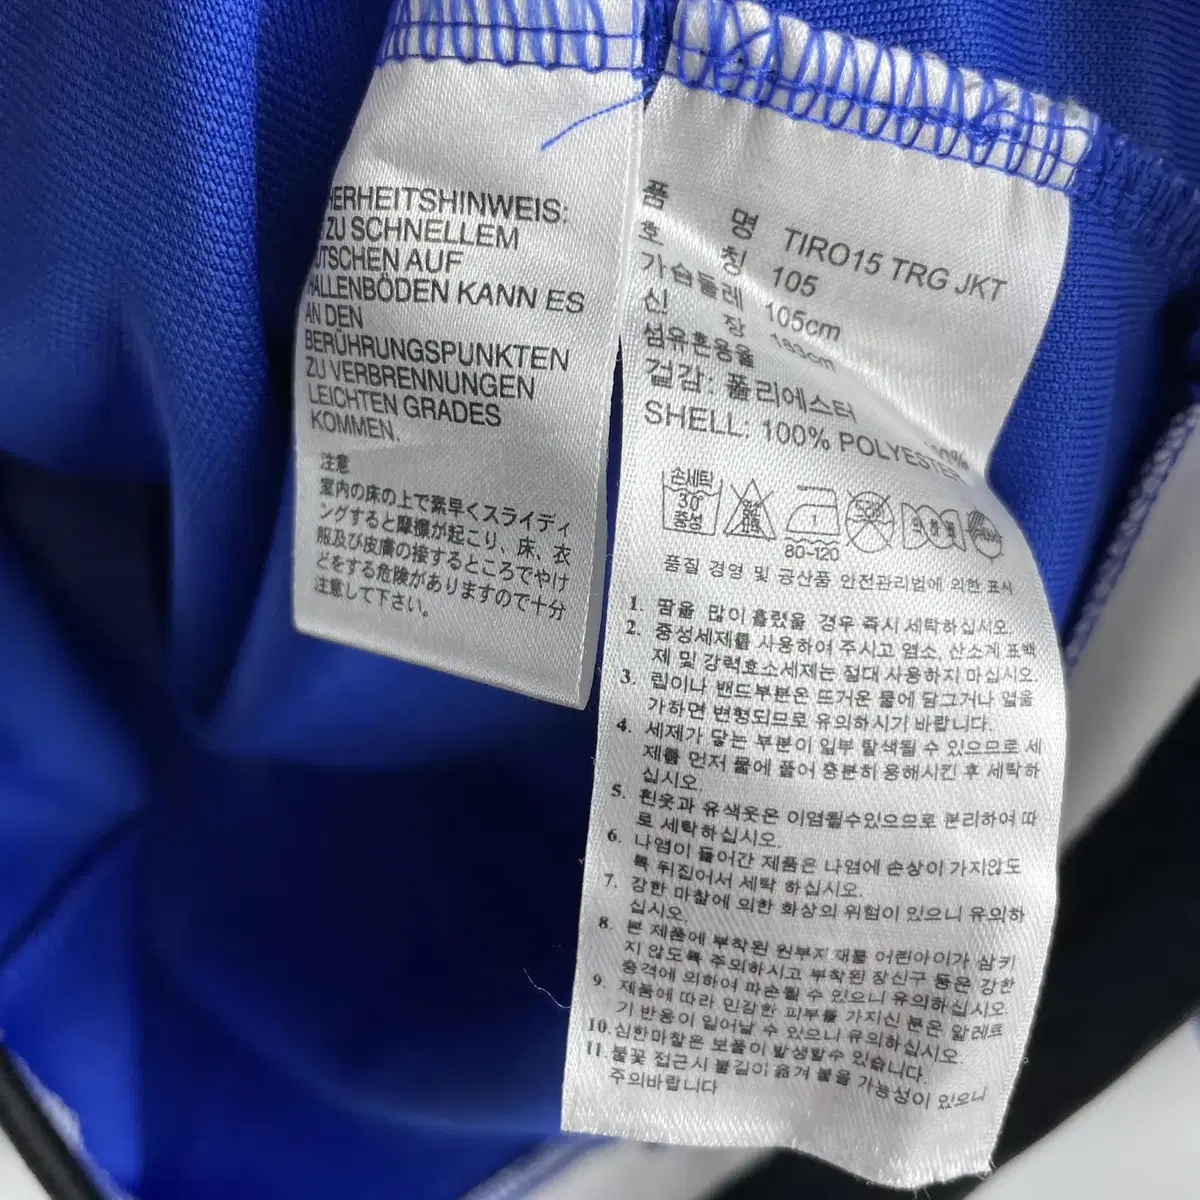 HERHEITSHINWEIS:
ZU SCHNELLEM
UTSCHEN AUF
HALLENBÖDEN KANN ES
AN DEN
BERÜHRUNGSPUNKTEN
ZU VERBRENNUNGEN
LEICHTEN GRADES
KOMMEN.
注意
室内の床の上で素早くスライディ
ングすると摩擦が起こり、床、衣
服及び皮膚の接するところでやけ
どをする危険がありますので十分
注意して下さい。
품 명 TIRO15 TRG JKT
호 칭 105
가슴둘레 105cm
신 장 183cm
섬유혼용율
겉감: 폴리에스터 100%
SHELL: 100% POLYESTER
손세탁
30°
중성
80-120
품질 경영 및 공산품 안전관리법에 의한 표시
1. 땀을 많이 흘렸을 경우 즉시 세탁하십시오.
2. 중성세제를 사용하여 주시고 염소, 산소계 표백
제 및 강력효소세제는 절대 사용하지 마십시오.
3. 립이나 밴드부분은 뜨거운 물에 담그거나 열을
가하면 변형되므로 유의하시기 바랍니다.
4. 세제가 닿는 부분이 일부 탈색될 수 있으므로 세
제를 먼저 물에 풀어 충분히 용해시킨 후 세탁하
십시오.
5. 흰옷과 유색옷은 이염될수있으므로 분리하여 따
로 세탁하십시오.
6. 나염이 들어간 제품은 나염에 손상이 가지않도
록 뒤집어서 세탁 하십시오.
7. 강한 마찰에 의한 화상의 위험이 있으니 유의하
십시오.
8. 본 제품에 부착된 원부자재를 어린아이가 삼키
지 않도록 주의하시고 부착된 장신구 등은 강한
충격에 의하여 파손될 수 있으니 유의하십시오.
9. 제품에 따라 민감한 피부를 가지신 분은 알레르
기 반응이 일어날 수 있으니 유의하십시오.
10. 심한마찰은 보풀이 발생할수 있습니다.
11. 불꽃 접근시 불길이 옮겨 붙을 가능성이 있으니
주의바랍니다